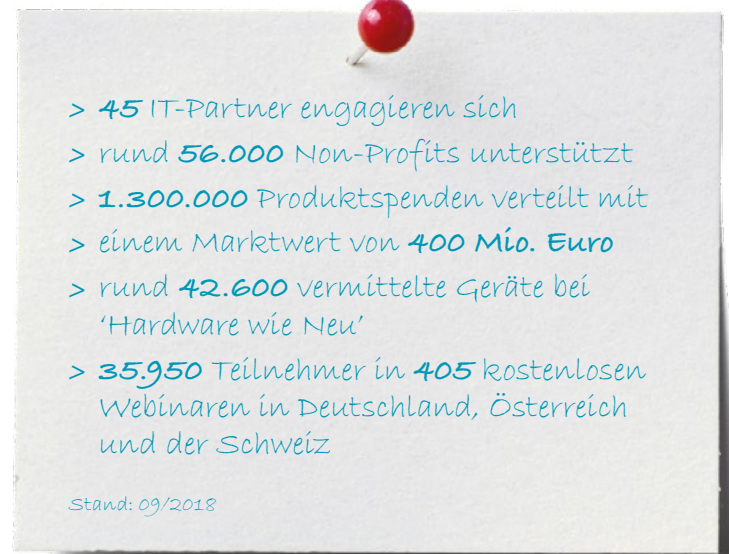 > 45 IT-Partner engagieren sich
> rund 56.000 Non-Profits unterstützt
> 1.300.000 Produktspenden verteilt mit
> einem Marktwert von 400 Mio. Euro
> rund 42.600 vermittelte Geräte bei
‘Hardware wie Neu’
> 35.950 Teilnehmer in 405 kostenlosen
Webinaren in Deutschland, Österreich
und der Schweiz
Stand: 09/2018